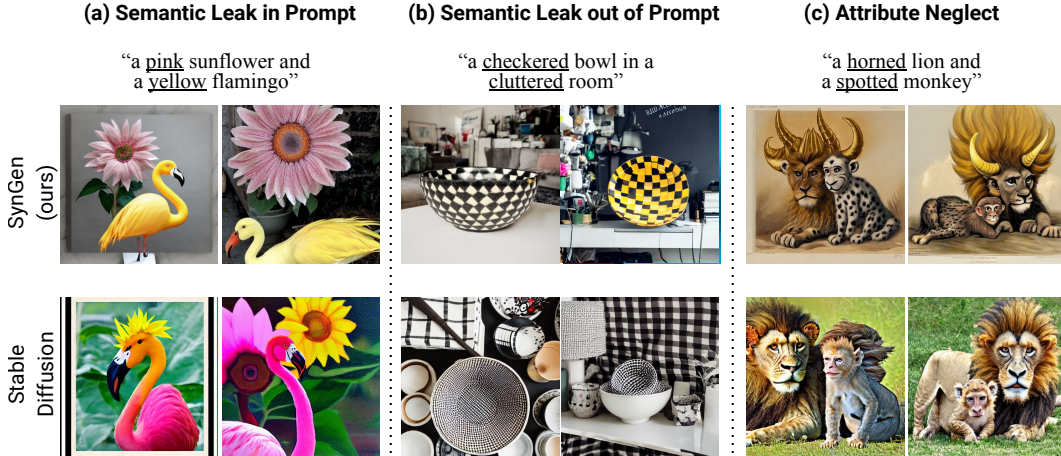 (a) Semantic Leak in Prompt
(b) Semantic Leak out of Prompt
(c) Attribute Neglect
“a pink sunflower and
a yellow flamingo”
“a checkered bowl in a
cluttered room”
“a horned lion and
a spotted monkey”
SynGen
(ours)
Stable
Diffusion